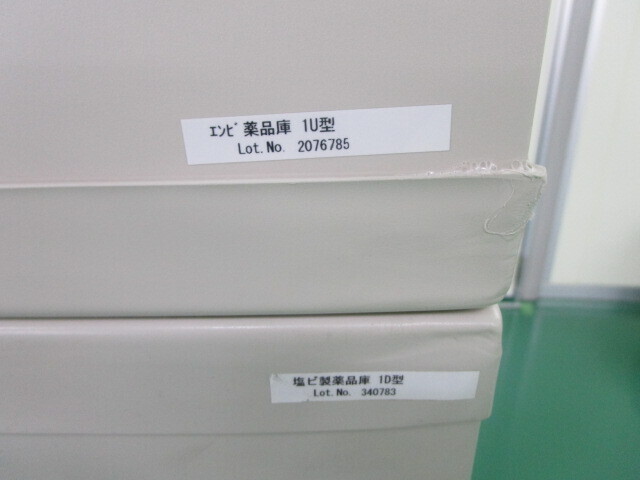 ｴﾝﾋﾞ薬品庫 1U型
Lot.No. 2076785
塩ビ製薬品庫 1D型
Lot.No. 340783